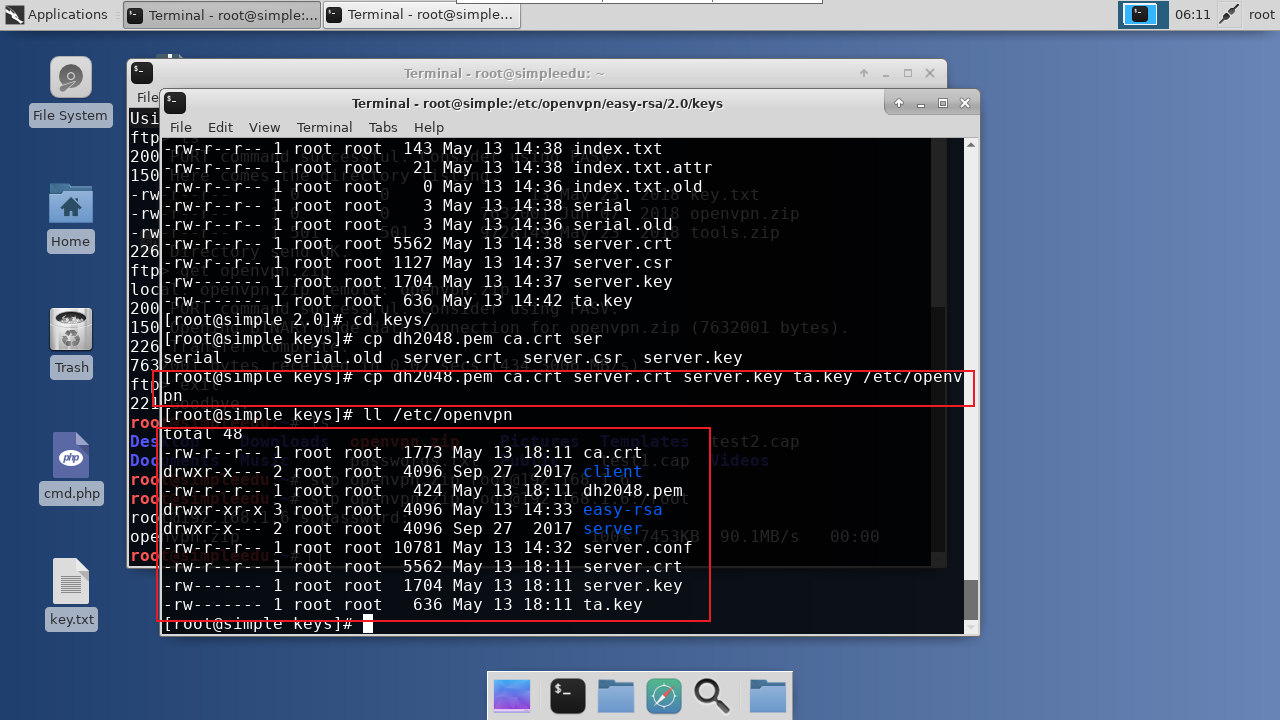 Applications
Terminal - root@simple:...
Terminal - root@simple...
06:11
root
File System
Home
Trash
cmd.php
key.txt
Terminal - root@simpleedu: ~
File
Terminal - root@simple:/etc/openvpn/easy-rsa/2.0/keys
File Edit View Terminal Tabs Help
-rw-r--r-- 1 root root   143 May 13 14:38 index.txt
-rw-r--r-- 1 root root    21 May 13 14:38 index.txt.attr
-rw-r--r-- 1 root root     0 May 13 14:36 index.txt.old
-rw-r--r-- 1 root root     3 May 13 14:38 serial
-rw-r--r-- 1 root root     3 May 13 14:36 serial.old
-rw-r--r-- 1 root root  5562 May 13 14:38 server.crt
-rw-r--r-- 1 root root  1127 May 13 14:37 server.csr
-rw------- 1 root root  1704 May 13 14:37 server.key
-rw------- 1 root root   636 May 13 14:42 ta.key
[root@simple 2.0]# cd keys/
[root@simple keys]# cp dh2048.pem ca.crt ser
serial      serial.old  server.crt  server.csr  server.key
[root@simple keys]# cp dh2048.pem ca.crt server.crt server.key ta.key /etc/openv
pn
[root@simple keys]# ll /etc/openvpn
total 48
-rw-r--r-- 1 root root  1773 May 13 18:11 ca.crt
drwxr-x--- 2 root root  4096 Sep 27  2017 client
-rw-r--r-- 1 root root   424 May 13 18:11 dh2048.pem
drwxr-xr-x 3 root root  4096 May 13 14:33 easy-rsa
drwxr-x--- 2 root root  4096 Sep 27  2017 server
-rw-r--r-- 1 root root 10781 May 13 14:32 server.conf
-rw-r--r-- 1 root root  5562 May 13 18:11 server.crt
-rw------- 1 root root  1704 May 13 18:11 server.key
-rw------- 1 root root   636 May 13 18:11 ta.key
[root@simple keys]#